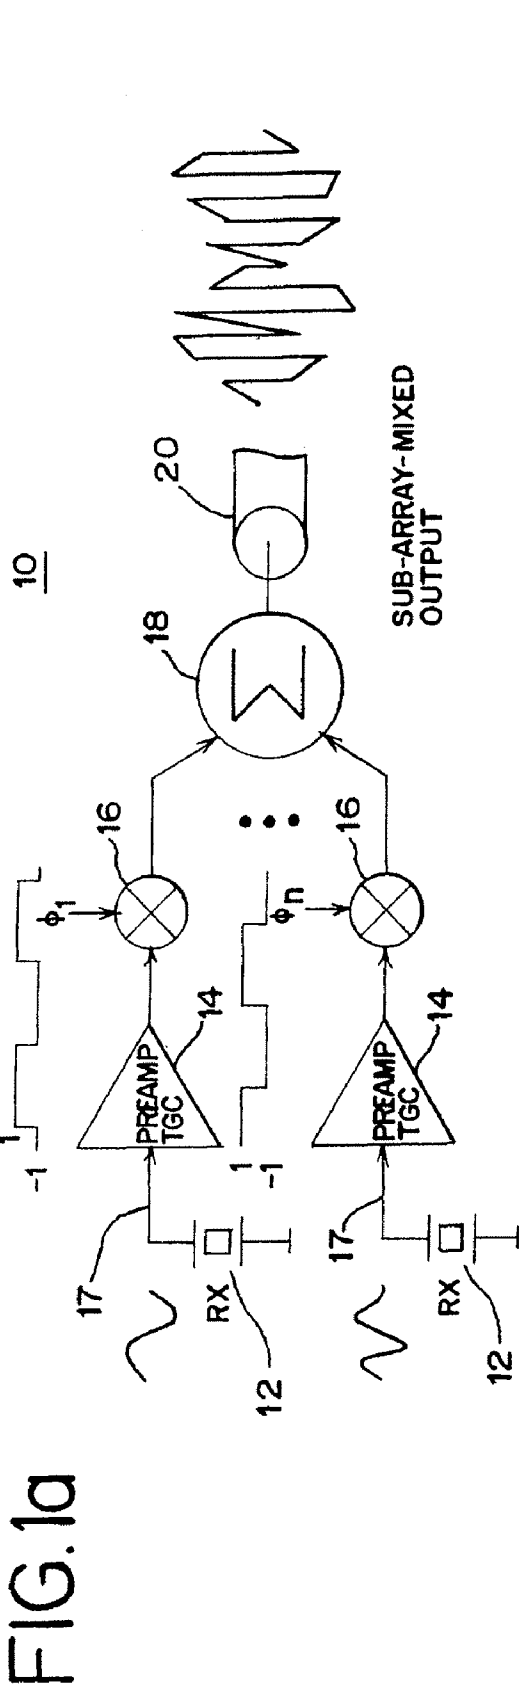 FIG.1a
10
1
-1
ϕ1
16
18
20
17
PREAMP
TGC
14
RX
12
1
-1
ϕn
16
SUB-ARRAY-MIXED
OUTPUT
17
PREAMP
TGC
14
RX
12
Σ